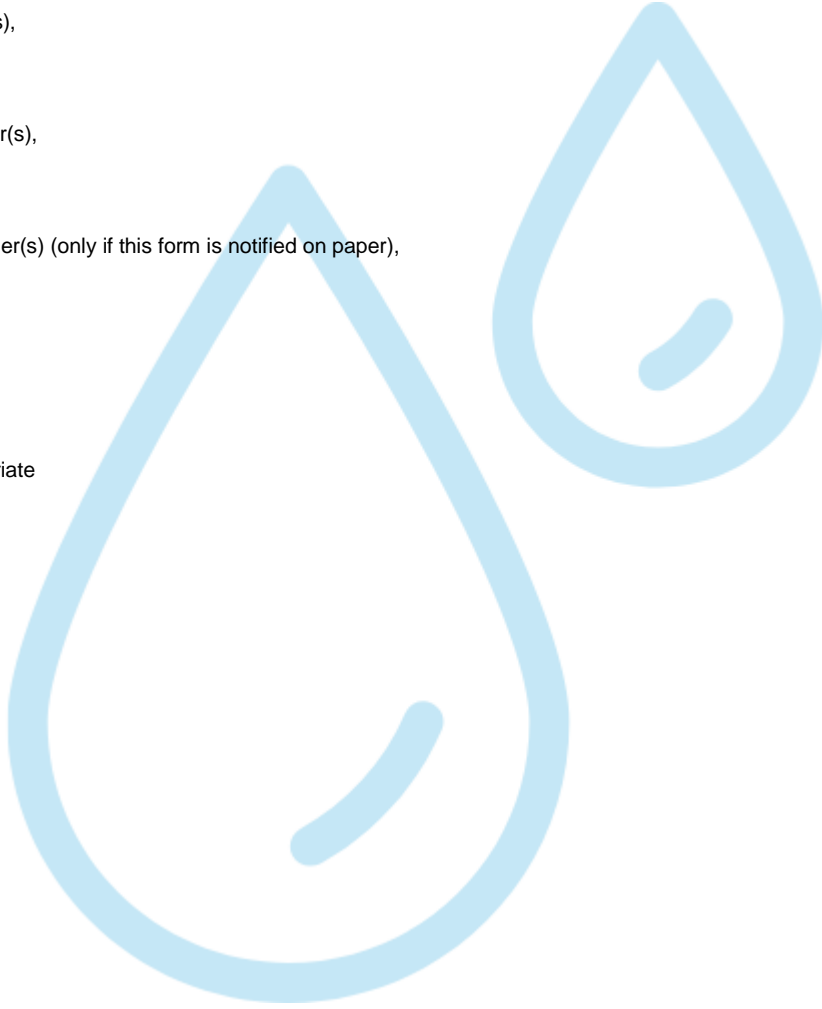 s),
r(s),
er(s) (only if this form is notified on paper),
iate